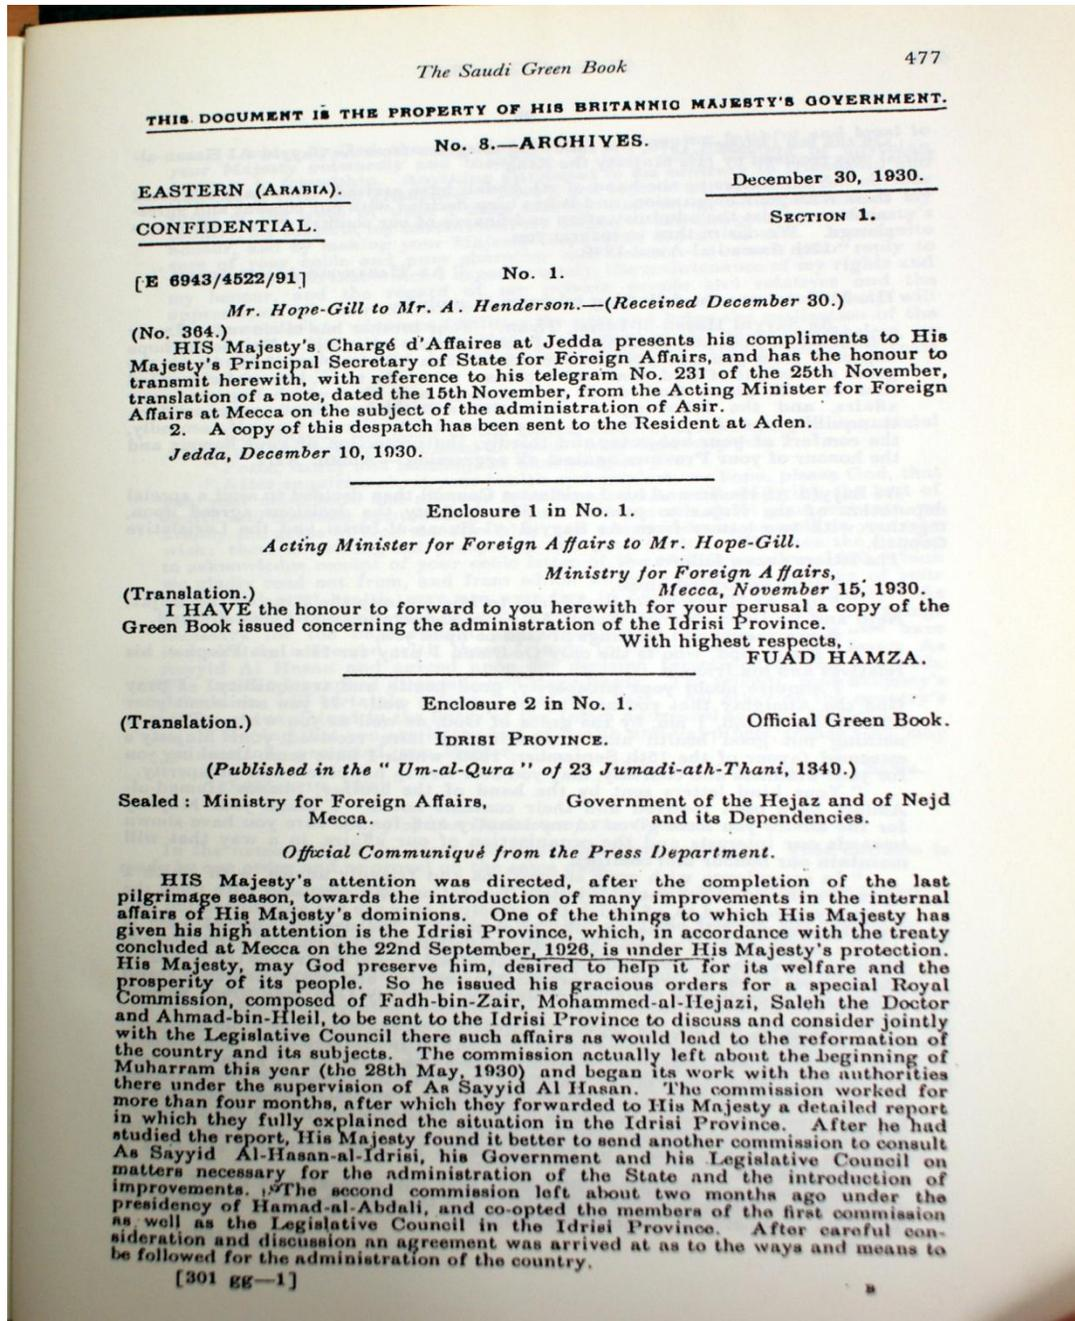 The Saudi Green Book
477
THIS DOCUMENT IS THE PROPERTY OF HIS BRITANNIC MAJESTY'S GOVERNMENT.
No. 8.—ARCHIVES.
EASTERN (ARABIA).
December 30, 1930.
CONFIDENTIAL.
SECTION 1.
[E 6943/4522/91]
No. 1.
Mr. Hope-Gill to Mr. A. Henderson.—(Received December 30.)
(No. 364.)
HIS Majesty's Chargé d'Affaires at Jedda presents his compliments to His
Majesty's Principal Secretary of State for Foreign Affairs, and has the honour to
transmit herewith, with reference to his telegram No. 231 of the 25th November,
translation of a note, dated the 15th November, from the Acting Minister for Foreign
Affairs at Mecca on the subject of the administration of Asir.
2. A copy of this despatch has been sent to the Resident at Aden.
Jedda, December 10, 1930.
Enclosure 1 in No. 1.
Acting Minister for Foreign Affairs to Mr. Hope-Gill.
Ministry for Foreign Affairs,
(Translation.)
Mecca, November 15, 1930.
I HAVE the honour to forward to you herewith for your perusal a copy of the
Green Book issued concerning the administration of the Idrisi Province.
With highest respects,
FUAD HAMZA.
Enclosure 2 in No. 1.
(Translation.)
Official Green Book.
IDRISI PROVINCE.
(Published in the " Um-al-Qura " of 23 Jumadi-ath-Thani, 1349.)
Sealed : Ministry for Foreign Affairs,
Mecca.
Government of the Hejaz and of Nejd
and its Dependencies.
Official Communiqué from the Press Department.
HIS Majesty's attention was directed, after the completion of the last
pilgrimage season, towards the introduction of many improvements in the internal
affairs of His Majesty's dominions. One of the things to which His Majesty has
given his high attention is the Idrisi Province, which, in accordance with the treaty
concluded at Mecca on the 22nd September, 1926, is under His Majesty's protection.
His Majesty, may God preserve him, desired to help it for its welfare and the
prosperity of its people. So he issued his gracious orders for a special Royal
Commission, composed of Fadh-bin-Zair, Mohammed-al-Hejazi, Saleh the Doctor
and Ahmad-bin-Hleil, to be sent to the Idrisi Province to discuss and consider jointly
with the Legislative Council there such affairs as would lead to the reformation of
the country and its subjects. The commission actually left about the beginning of
Muharram this year (the 28th May, 1930) and began its work with the authorities
there under the supervision of As Sayyid Al Hasan. The commission worked for
more than four months, after which they forwarded to His Majesty a detailed report
in which they fully explained the situation in the Idrisi Province. After he had
studied the report, His Majesty found it better to send another commission to consult
As Sayyid Al-Hasan-al-Idrisi, his Government and his Legislative Council on
matters necessary for the administration of the State and the introduction of
improvements. The second commission left about two months ago under the
presidency of Hamad-al-Abdali, and co-opted the members of the first commission
as well as the Legislative Council in the Idrisi Province. After careful con-
sideration and discussion an agreement was arrived at as to the ways and means to
be followed for the administration of the country.
[301 gg—1]
B